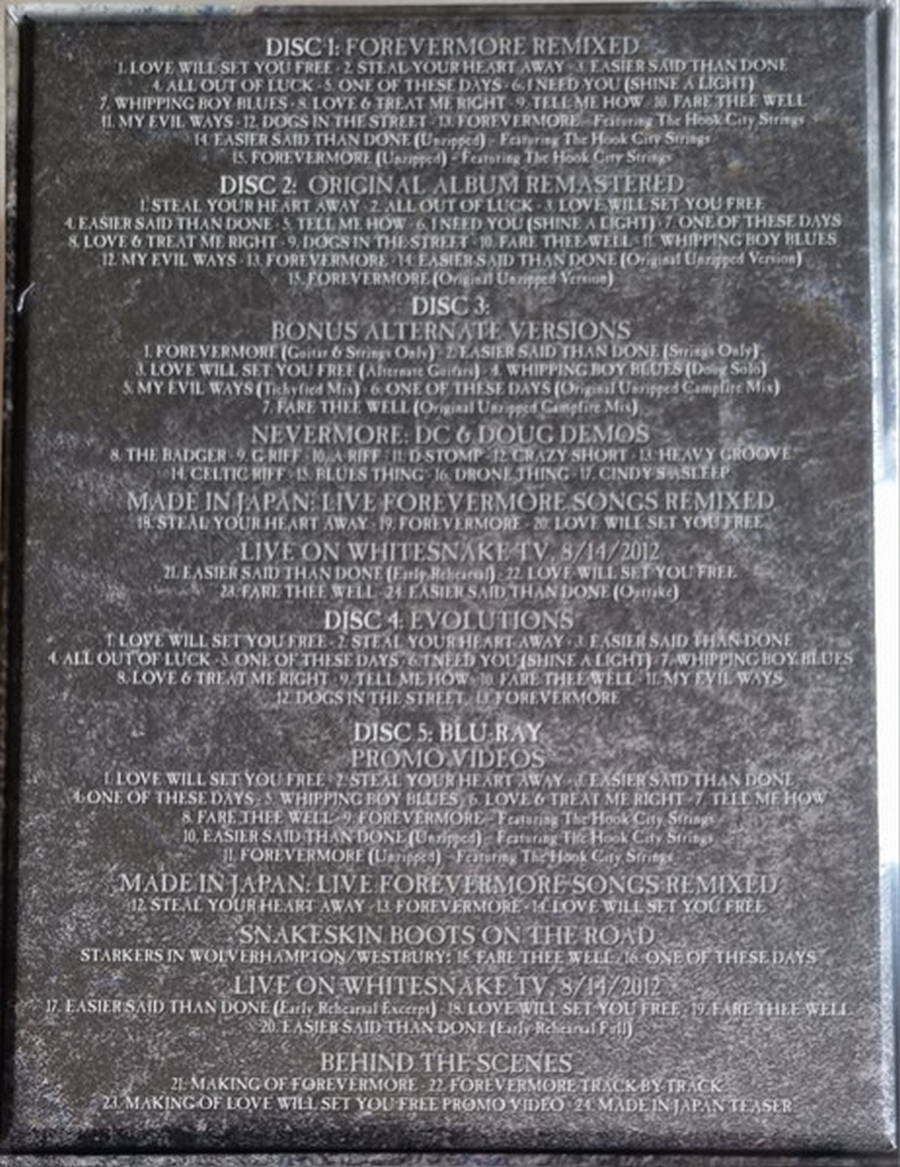 DISC 1: FOREVERMORE REMIXED
1. LOVE WILL SET YOU FREE · 2. STEAL YOUR HEART AWAY · 3. EASIER SAID THAN DONE
4. ALL OUT OF LUCK · 5. ONE OF THESE DAYS · 6. I NEED YOU (SHINE A LIGHT)
7. WHIPPING BOY BLUES · 8. LOVE & TREAT ME RIGHT · 9. TELL ME HOW · 10. FARE THEE WELL
11. MY EVIL WAYS · 12. DOGS IN THE STREET · 13. FOREVERMORE - Featuring The Hook City Strings
14. EASIER SAID THAN DONE (Unzipped) - Featuring The Hook City Strings
15. FOREVERMORE (Unzipped) - Featuring The Hook City Strings
DISC 2: ORIGINAL ALBUM REMASTERED
1. STEAL YOUR HEART AWAY · 2. ALL OUT OF LUCK · 3. LOVE WILL SET YOU FREE
4. EASIER SAID THAN DONE · 5. TELL ME HOW · 6. I NEED YOU (SHINE A LIGHT) · 7. ONE OF THESE DAYS
8. LOVE & TREAT ME RIGHT · 9. DOGS IN THE STREET · 10. FARE THEE WELL · 11. WHIPPING BOY BLUES
12. MY EVIL WAYS · 13. FOREVERMORE · 14. EASIER SAID THAN DONE (Original Unzipped Version)
15. FOREVERMORE (Original Unzipped Version)
DISC 3:
BONUS ALTERNATE VERSIONS
1. FOREVERMORE (Guitar & Strings Only) · 2. EASIER SAID THAN DONE (Strings Only)
3. LOVE WILL SET YOU FREE (Alternate Guitars) · 4. WHIPPING BOY BLUES (Doug Solo)
5. MY EVIL WAYS (Tichyfied Mix) · 6. ONE OF THESE DAYS (Original Unzipped Campfire Mix)
7. FARE THEE WELL (Original Unzipped Campfire Mix)
NEVERMORE: DC & DOUG DEMOS
8. THE BADGER · 9. G RIFF · 10. A RIFF · 11. D STOMP · 12. CRAZY SHORT · 13. HEAVY GROOVE
14. CELTIC RIFF · 15. BLUES THING · 16. DRONE THING · 17. CINDY'S ASLEEP
MADE IN JAPAN: LIVE FOREVERMORE SONGS REMIXED
18. STEAL YOUR HEART AWAY · 19. FOREVERMORE · 20. LOVE WILL SET YOU FREE
LIVE ON WHITESNAKE TV, 8/14/2012
21. EASIER SAID THAN DONE (Early Rehearsal) · 22. LOVE WILL SET YOU FREE
23. FARE THEE WELL · 24. EASIER SAID THAN DONE (Outtake)
DISC 4: EVOLUTIONS
1. LOVE WILL SET YOU FREE · 2. STEAL YOUR HEART AWAY · 3. EASIER SAID THAN DONE
4. ALL OUT OF LUCK · 5. ONE OF THESE DAYS · 6. I NEED YOU (SHINE A LIGHT) · 7. WHIPPING BOY BLUES
8. LOVE & TREAT ME RIGHT · 9. TELL ME HOW · 10. FARE THEE WELL · 11. MY EVIL WAYS
12. DOGS IN THE STREET · 13. FOREVERMORE
DISC 5: BLU-RAY
PROMO VIDEOS
1. LOVE WILL SET YOU FREE · 2. STEAL YOUR HEART AWAY · 3. EASIER SAID THAN DONE
4. ONE OF THESE DAYS · 5. WHIPPING BOY BLUES · 6. LOVE & TREAT ME RIGHT · 7. TELL ME HOW
8. FARE THEE WELL · 9. FOREVERMORE - Featuring The Hook City Strings
10. EASIER SAID THAN DONE (Unzipped) - Featuring The Hook City Strings
11. FOREVERMORE (Unzipped) - Featuring The Hook City Strings
MADE IN JAPAN: LIVE FOREVERMORE SONGS REMIXED
12. STEAL YOUR HEART AWAY · 13. FOREVERMORE · 14. LOVE WILL SET YOU FREE
SNAKESKIN BOOTS ON THE ROAD
STARKERS IN WOLVERHAMPTON/WESTBURY: 15. FARE THEE WELL · 16. ONE OF THESE DAYS
LIVE ON WHITESNAKE TV, 8/14/2012
17. EASIER SAID THAN DONE (Early Rehearsal Excerpt) · 18. LOVE WILL SET YOU FREE · 19. FARE THEE WELL
20. EASIER SAID THAN DONE (Early Rehearsal Full)
BEHIND THE SCENES
21. MAKING OF FOREVERMORE · 22. FOREVERMORE TRACK BY TRACK
23. MAKING OF LOVE WILL SET YOU FREE PROMO VIDEO · 24. MADE IN JAPAN TEASER